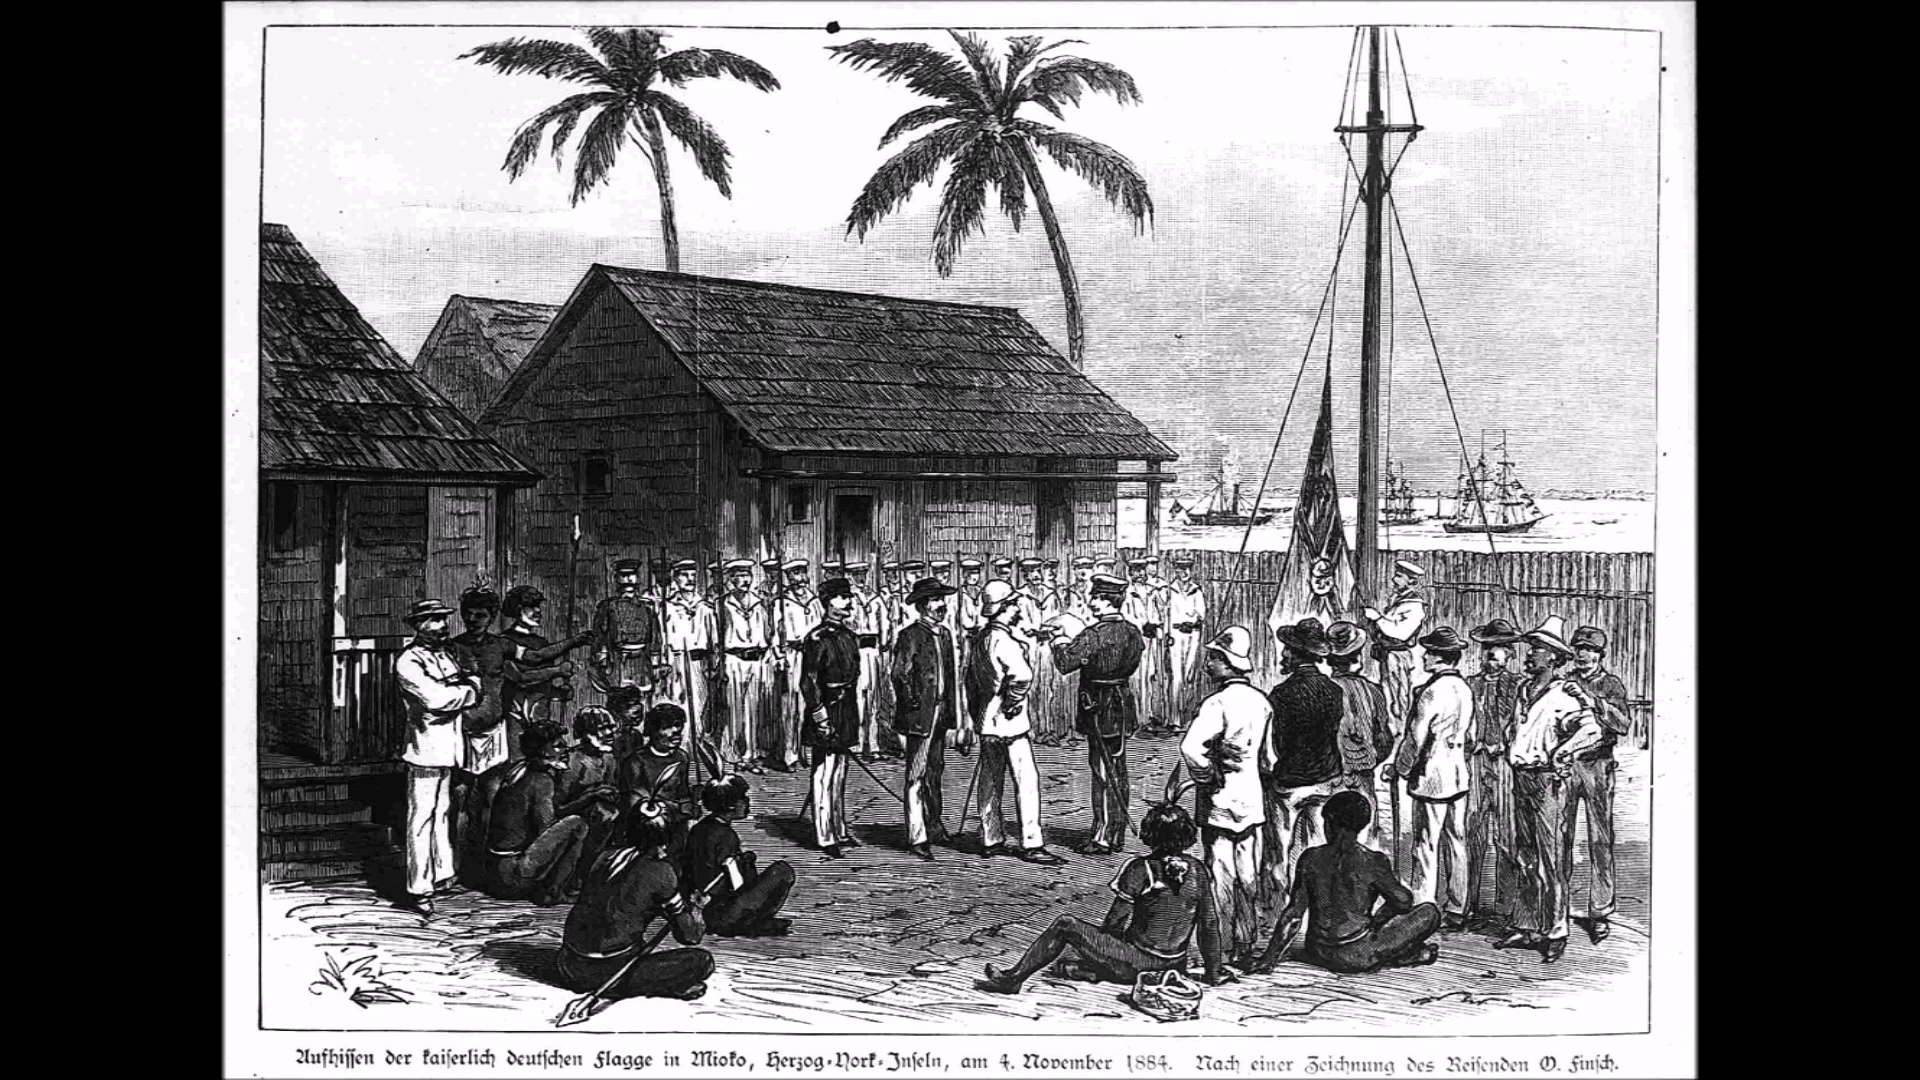 Aufhissen der kaiserlich deutschen Flagge in Mioko, Herzog-York-Inseln, am 4. November 1884. Nach einer Zeichnung des Reisenden O. Finsch.